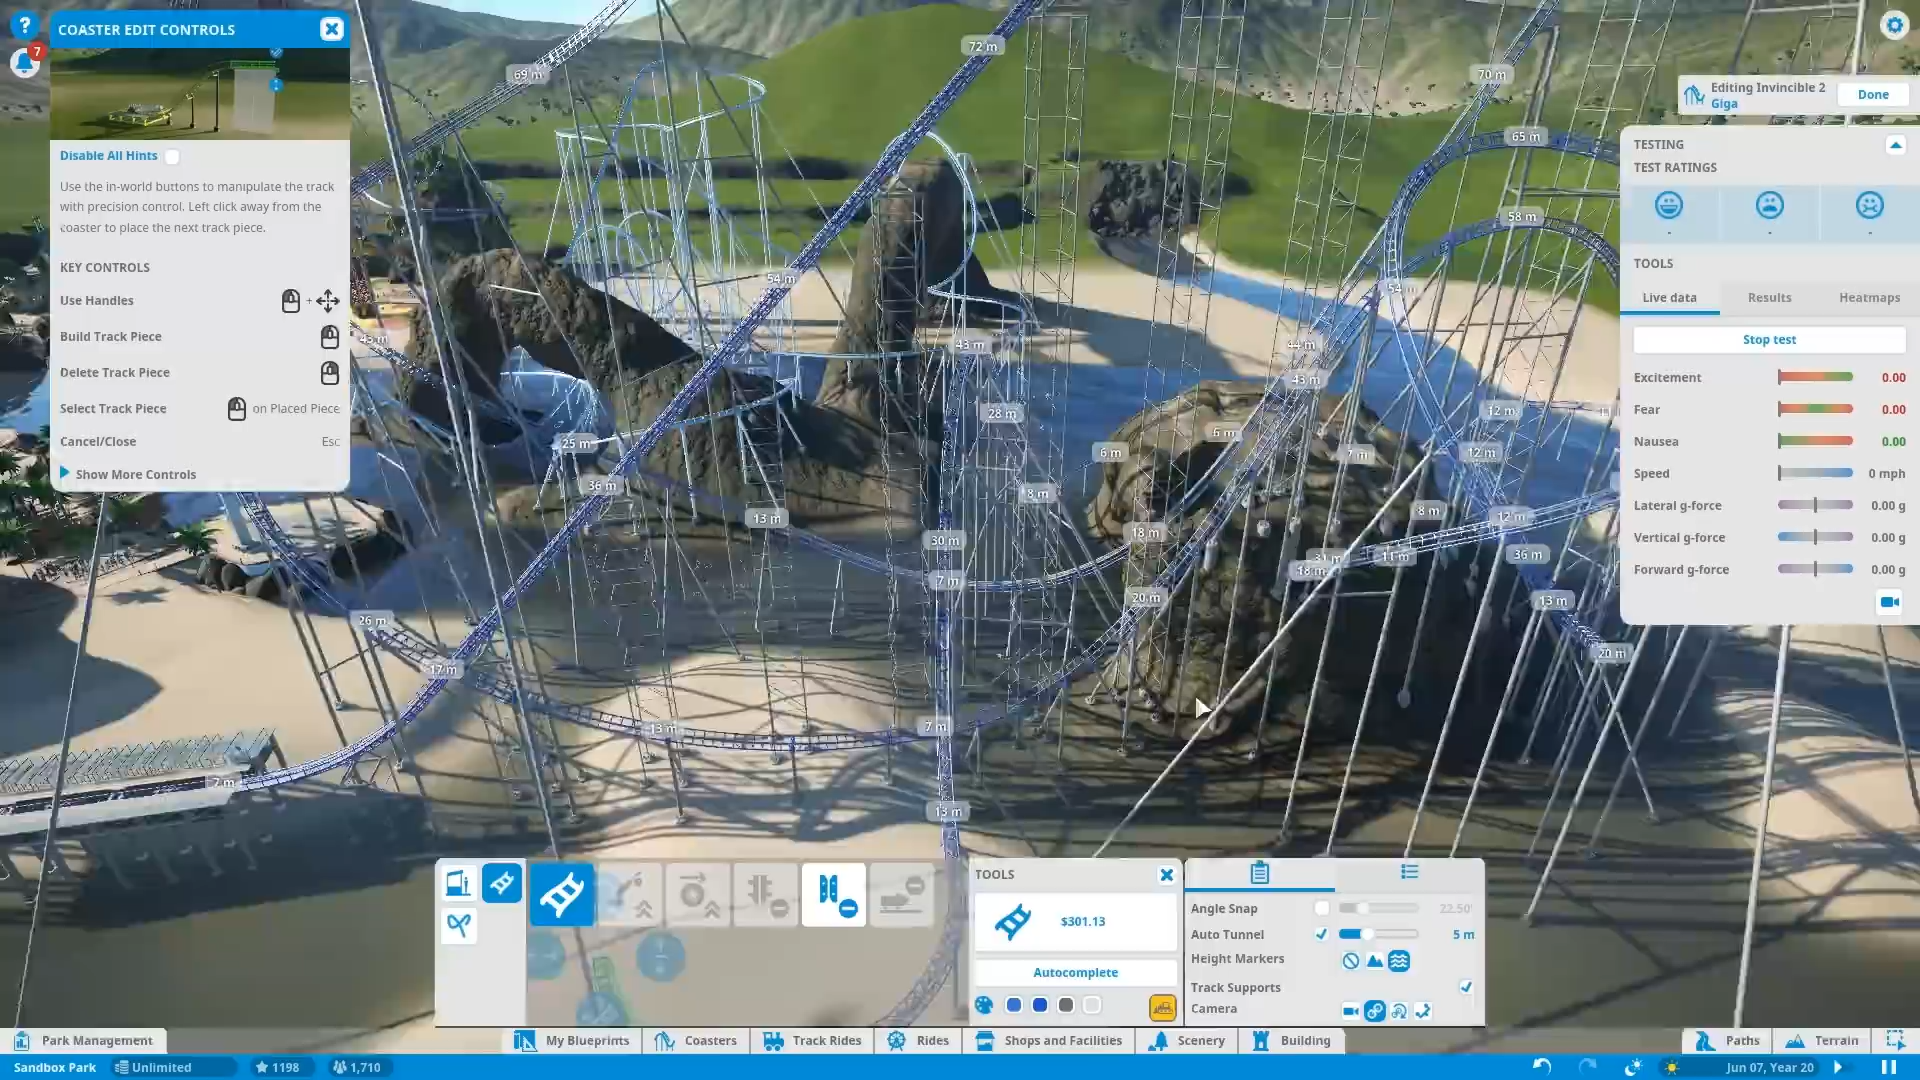 ?
7
COASTER EDIT CONTROLS
Disable All Hints
Use the in-world buttons to manipulate the track
with precision control. Left click away from the
coaster to place the next track piece.
KEY CONTROLS
Use Handles +
Build Track Piece
Delete Track Piece
Select Track Piece on Placed Piece
Cancel/Close Esc
Show More Controls
69 m
72 m
70 m
65 m
58 m
54 m
54 m
43 m
43 m
44 m
43 m
28 m
12 m
25 m
6 m
6 m
7 m
12 m
36 m
8 m
8 m
13 m
18 m
12 m
30 m
31 m
11 m
36 m
18 m
7 m
20 m
13 m
26 m
20 m
17 m
13 m
7 m
7 m
13 m
Editing Invincible 2
Giga
Done
TESTING
TEST RATINGS
- - -
TOOLS
Live data Results Heatmaps
Stop test
Excitement 0.00
Fear 0.00
Nausea 0.00
Speed 0 mph
Lateral g-force 0.00 g
Vertical g-force 0.00 g
Forward g-force 0.00 g
TOOLS
$301.13
Autocomplete
Angle Snap 22.50°
Auto Tunnel 5 m
Height Markers
Track Supports
Camera
Park Management
My Blueprints Coasters Track Rides Rides Shops and Facilities Scenery Building
Paths Terrain
Sandbox Park Unlimited 1198 1,710
Jun 07, Year 20